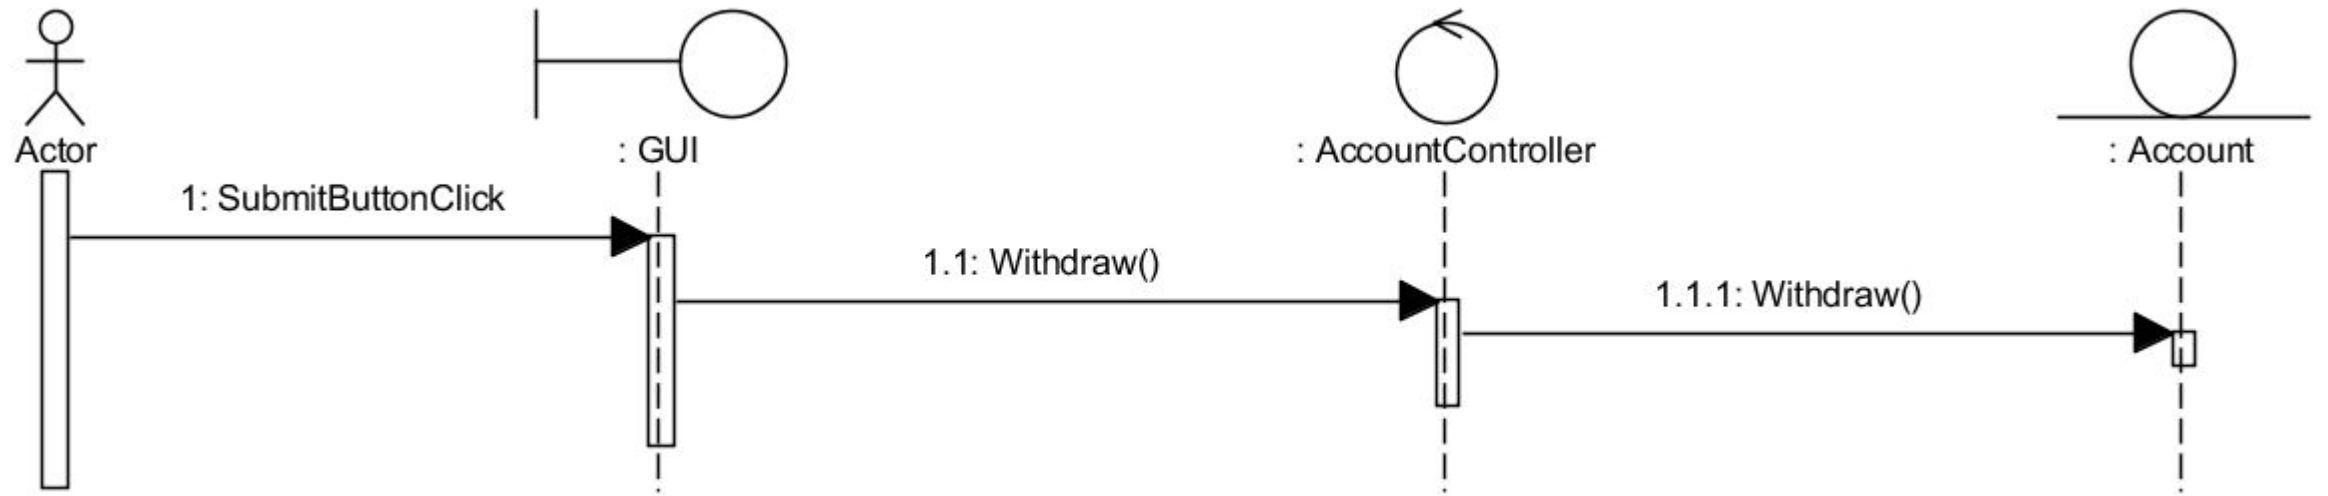 Actor
: GUI
: AccountController
: Account
1: SubmitButtonClick
1.1: Withdraw()
1.1.1: Withdraw()